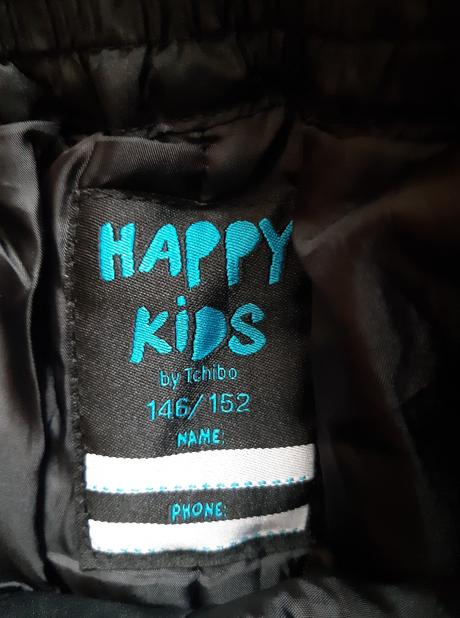 HAPPY
KiDS
by Tchibo
146/152
NAME:
PHONE: